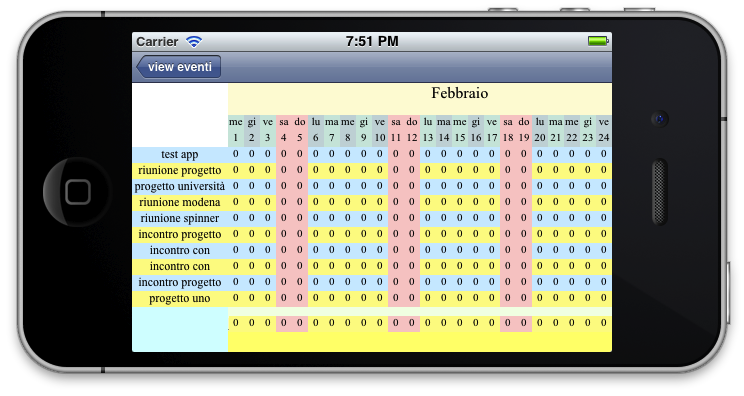 Carrier 7:51 PM
view eventi
Febbraio
me gi ve sa do lu ma me gi ve sa do lu ma me gi ve sa do lu ma me gi ve
1 2 3 4 5 6 7 8 9 10 11 12 13 14 15 16 17 18 19 20 21 22 23 24
test app 0 0 0 0 0 0 0 0 0 0 0 0 0 0 0 0 0 0 0 0 0 0 0 0
riunione progetto 0 0 0 0 0 0 0 0 0 0 0 0 0 0 0 0 0 0 0 0 0 0 0 0
progetto università 0 0 0 0 0 0 0 0 0 0 0 0 0 0 0 0 0 0 0 0 0 0 0 0
riunione modena 0 0 0 0 0 0 0 0 0 0 0 0 0 0 0 0 0 0 0 0 0 0 0 0
riunione spinner 0 0 0 0 0 0 0 0 0 0 0 0 0 0 0 0 0 0 0 0 0 0 0 0
incontro progetto 0 0 0 0 0 0 0 0 0 0 0 0 0 0 0 0 0 0 0 0 0 0 0 0
incontro con 0 0 0 0 0 0 0 0 0 0 0 0 0 0 0 0 0 0 0 0 0 0 0 0
incontro con 0 0 0 0 0 0 0 0 0 0 0 0 0 0 0 0 0 0 0 0 0 0 0 0
incontro progetto 0 0 0 0 0 0 0 0 0 0 0 0 0 0 0 0 0 0 0 0 0 0 0 0
progetto uno 0 0 0 0 0 0 0 0 0 0 0 0 0 0 0 0 0 0 0 0 0 0 0 0
0 0 0 0 0 0 0 0 0 0 0 0 0 0 0 0 0 0 0 0 0 0 0 0